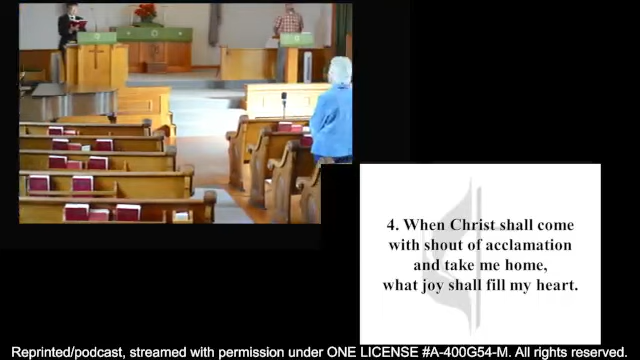 4. When Christ shall come
with shout of acclamation
and take me home,
what joy shall fill my heart.
Reprinted/podcast, streamed with permission under ONE LICENSE #A-400G54-M. All rights reserved.